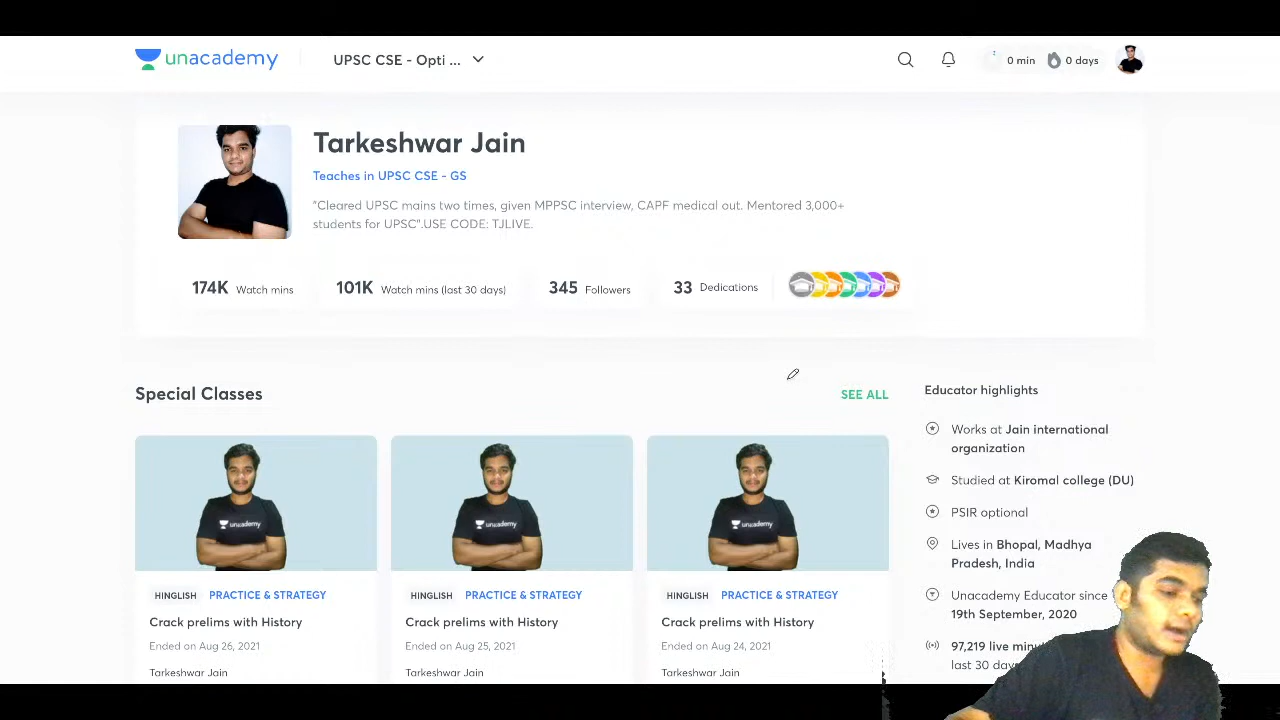 unacademy
UPSC CSE - Opti ...
0 min
0 days
Tarkeshwar Jain
Teaches in UPSC CSE - GS
"Cleared UPSC mains two times, given MPPSC interview, CAPF medical out. Mentored 3,000+
students for UPSC".USE CODE: TJLIVE.
174K Watch mins
101K Watch mins (last 30 days)
345 Followers
33 Dedications
Special Classes
SEE ALL
unacademy
unacademy
unacademy
HINGLISH PRACTICE & STRATEGY
Crack prelims with History
Ended on Aug 26, 2021
Tarkeshwar Jain
HINGLISH PRACTICE & STRATEGY
Crack prelims with History
Ended on Aug 25, 2021
Tarkeshwar Jain
HINGLISH PRACTICE & STRATEGY
Crack prelims with History
Ended on Aug 24, 2021
Tarkeshwar Jain
Educator highlights
Works at Jain international
organization
Studied at Kiromal college (DU)
PSIR optional
Lives in Bhopal, Madhya
Pradesh, India
Unacademy Educator since
19th September, 2020
97,219 live
last 30